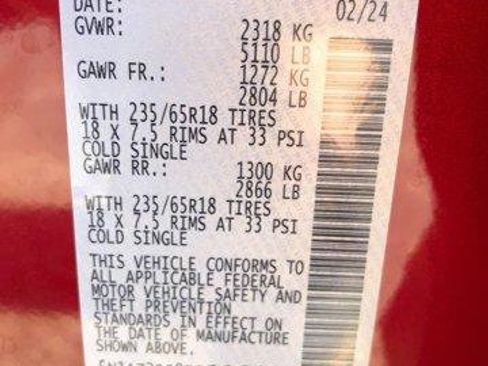 DATE: 02/24
GVWR: 2318 KG
5110 LB
GAWR FR.: 1272 KG
2804 LB
WITH 235/65R18 TIRES
18 X 7.5 RIMS AT 33 PSI
COLD SINGLE
GAWR RR.: 1300 KG
2866 LB
WITH 235/65R18 TIRES
18 X 7.5 RIMS AT 33 PSI
COLD SINGLE
THIS VEHICLE CONFORMS TO
ALL APPLICABLE FEDERAL
MOTOR VEHICLE SAFETY AND
THEFT PREVENTION
STANDARDS IN EFFECT ON
THE DATE OF MANUFACTURE
SHOWN ABOVE.